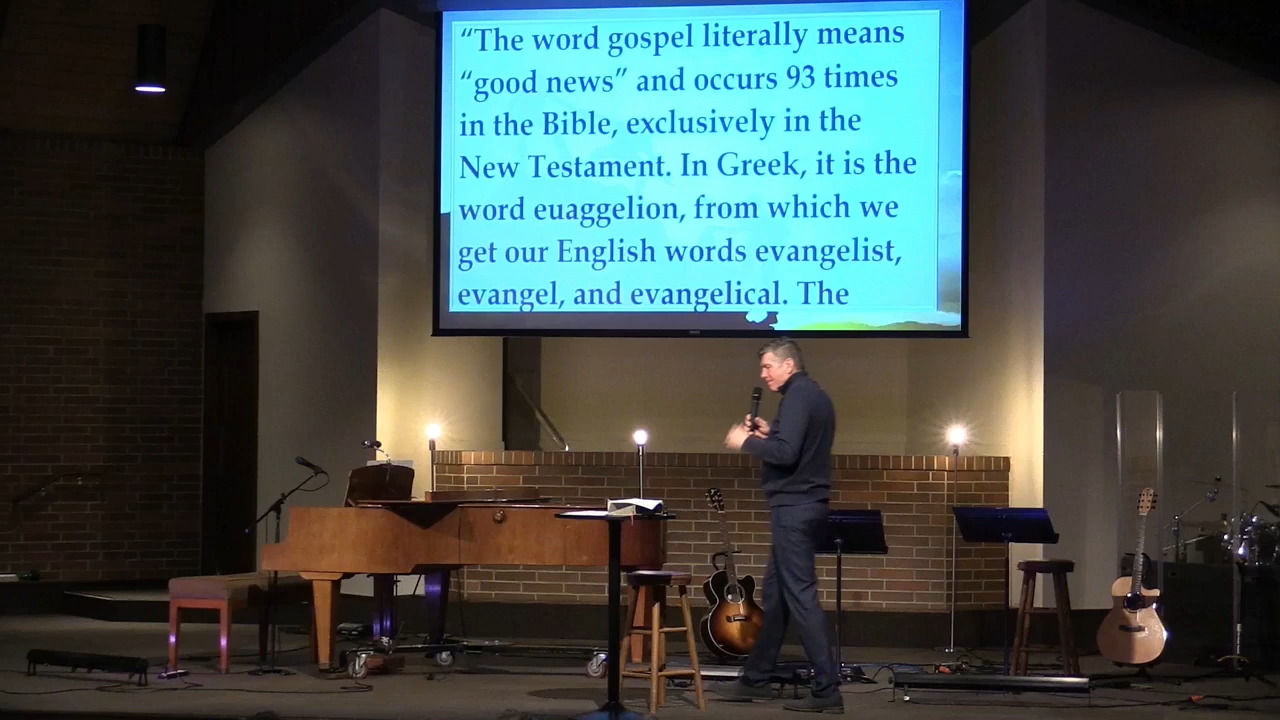 “The word gospel literally means
“good news” and occurs 93 times
in the Bible, exclusively in the
New Testament. In Greek, it is the
word euaggelion, from which we
get our English words evangelist,
evangel, and evangelical. The